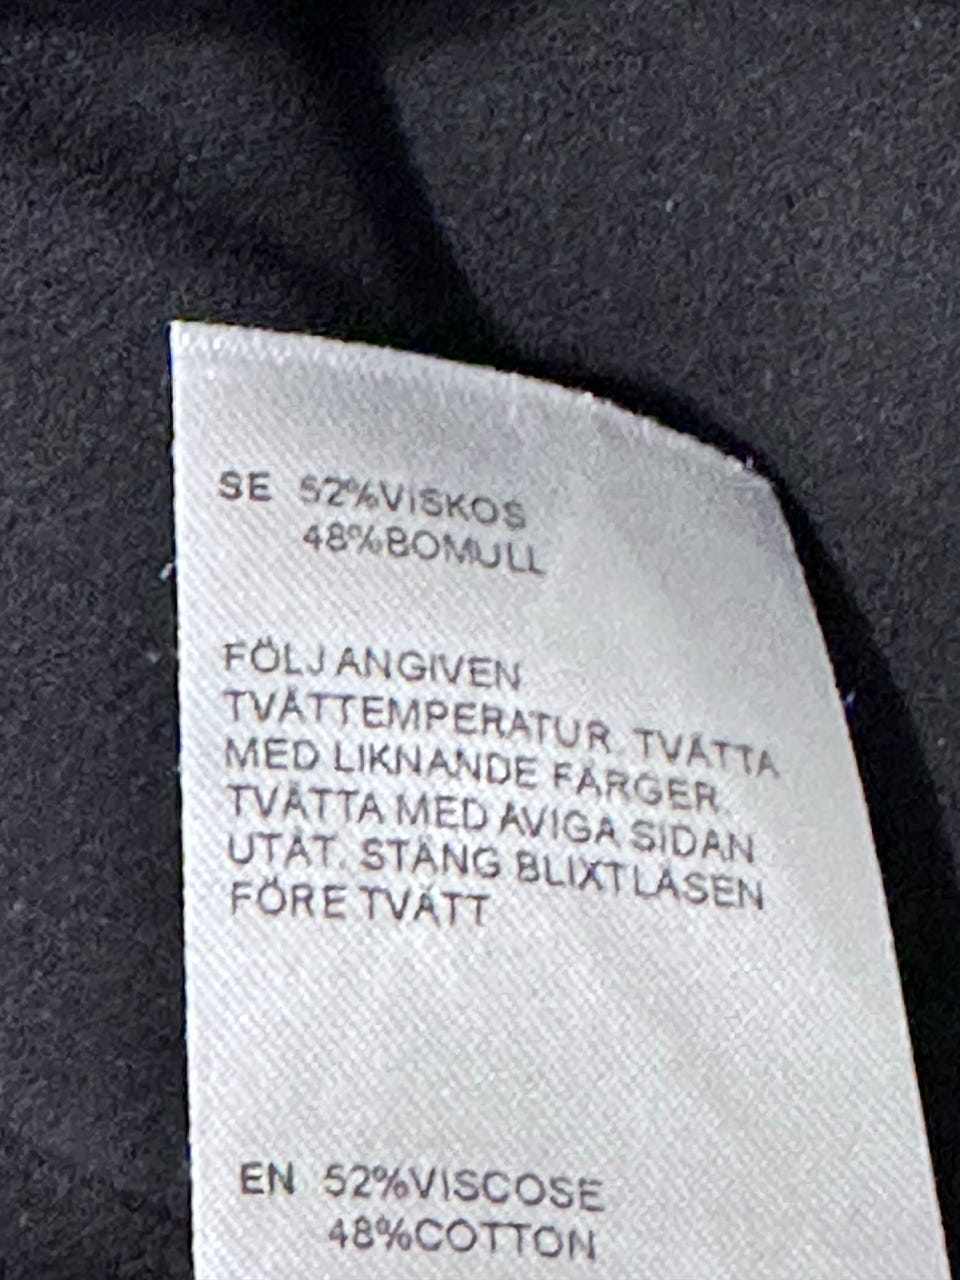 SE 52%VISKOS
48%BOMULL
FÖLJ ANGIVEN
TVÄTTEMPERATUR. TVÄTTA
MED LIKNANDE FÄRGER.
TVÄTTA MED AVIGA SIDAN
UTÅT. STÄNG BLIXTLÅSEN
FÖRE TVÄTT
EN 52%VISCOSE
48%COTTON